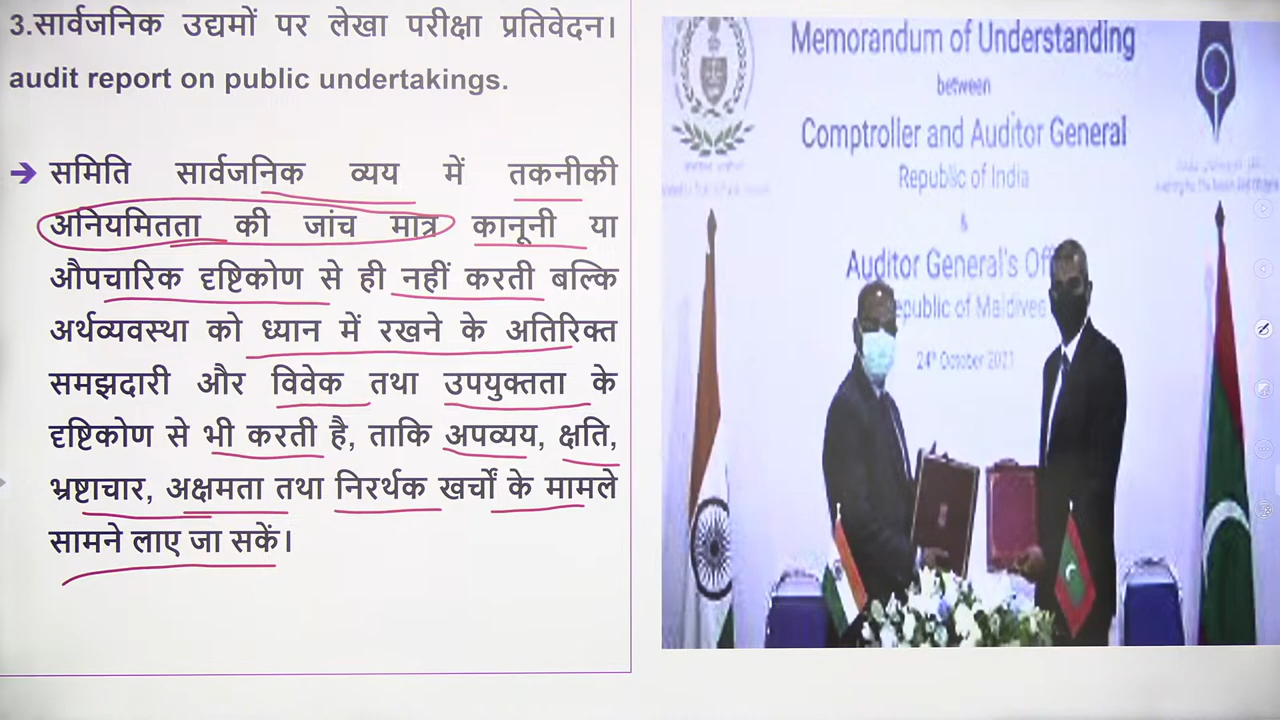 3.सार्वजनिक उद्यमों पर लेखा परीक्षा प्रतिवेदन।
audit report on public undertakings.
➔ समिति सार्वजनिक व्यय में तकनीकी
अनियमितता की जांच मात्र कानूनी या
औपचारिक दृष्टिकोण से ही नहीं करती बल्कि
अर्थव्यवस्था को ध्यान में रखने के अतिरिक्त
समझदारी और विवेक तथा उपयुक्तता के
दृष्टिकोण से भी करती है, ताकि अपव्यय, क्षति,
भ्रष्टाचार, अक्षमता तथा निरर्थक खर्चों के मामले
सामने लाए जा सकें।
Memorandum of Understanding
between
Comptroller and Auditor General
Republic of India
&
Auditor General's Off
epublic of Maldives
24th October 2021